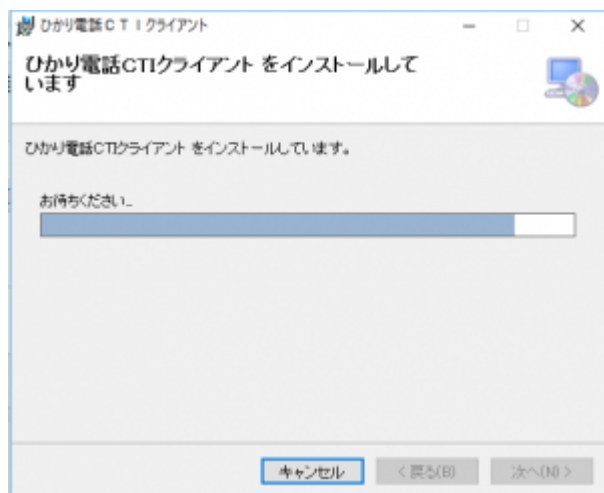 ひかり電話ＣＴＩクライアント
ひかり電話CTIクライアント をインストールして
います
ひかり電話CTIクライアント をインストールしています。
お待ちください...
キャンセル
< 戻る(B)
次へ(N) >